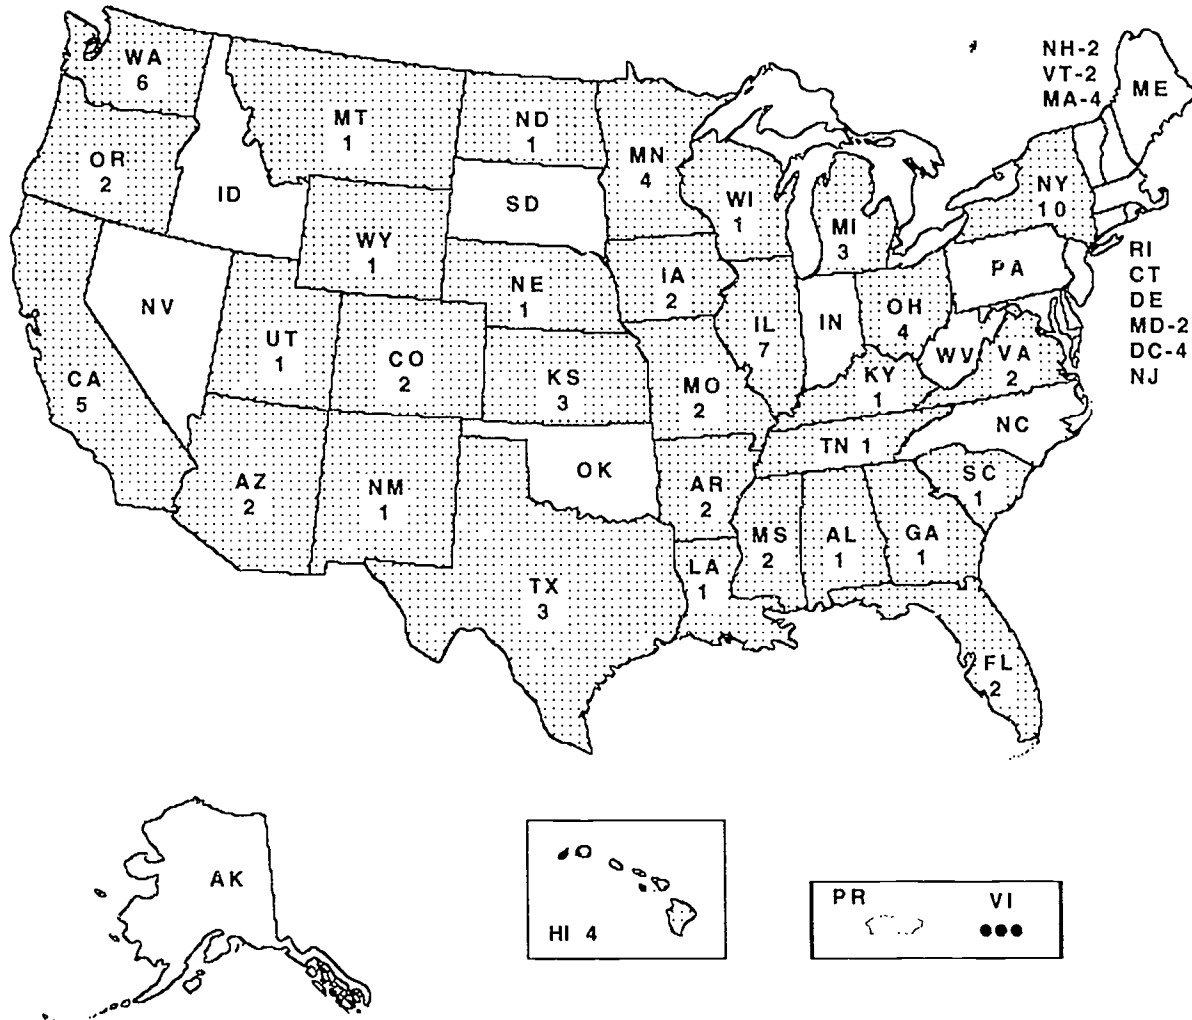 NH-2
VT-2
MA-4
ME
WA
6
MT
1
ND
1
MN
4
OR
2
ID
SD
WI
1
MI
3
NY
10
WY
1
RI
CT
DE
MD-2
DC-4
NJ
PA
NV
NE
1
IA
2
UT
1
CO
2
IL
7
IN
OH
4
WV
VA
2
CA
5
KS
3
MO
2
KY
1
NC
TN 1
AZ
2
NM
1
OK
AR
2
SC
1
MS
2
AL
1
GA
1
LA
1
TX
3
FL
2
AK
HI 4
PR
VI